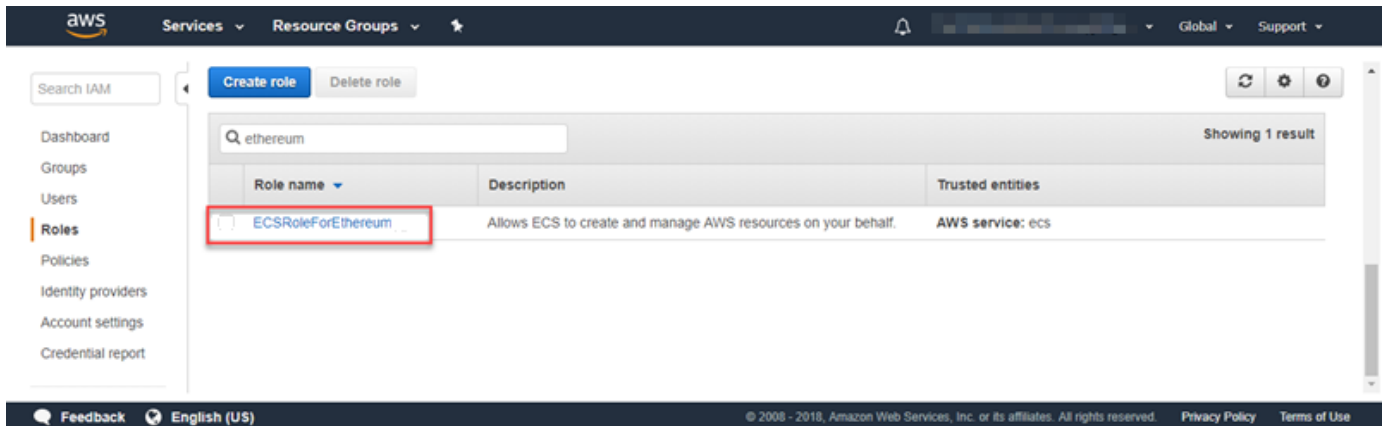 aws Services Resource Groups Global Support
Search IAM
Create role Delete role
Dashboard
Groups
Users
Roles
Policies
Identity providers
Account settings
Credential report
ethereum Showing 1 result
Role name Description Trusted entities
ECSRoleForEthereum Allows ECS to create and manage AWS resources on your behalf. AWS service: ecs
Feedback English (US) © 2008 - 2018, Amazon Web Services, Inc. or its affiliates. All rights reserved. Privacy Policy Terms of Use